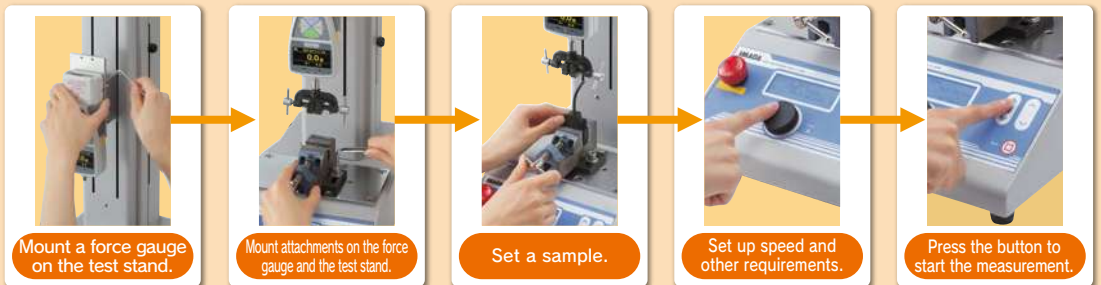 Mount a force gauge
on the test stand.
Mount attachments on the force
gauge and the test stand.
Set a sample.
Set up speed and
other requirements.
Press the button to
start the measurement.
IMADA